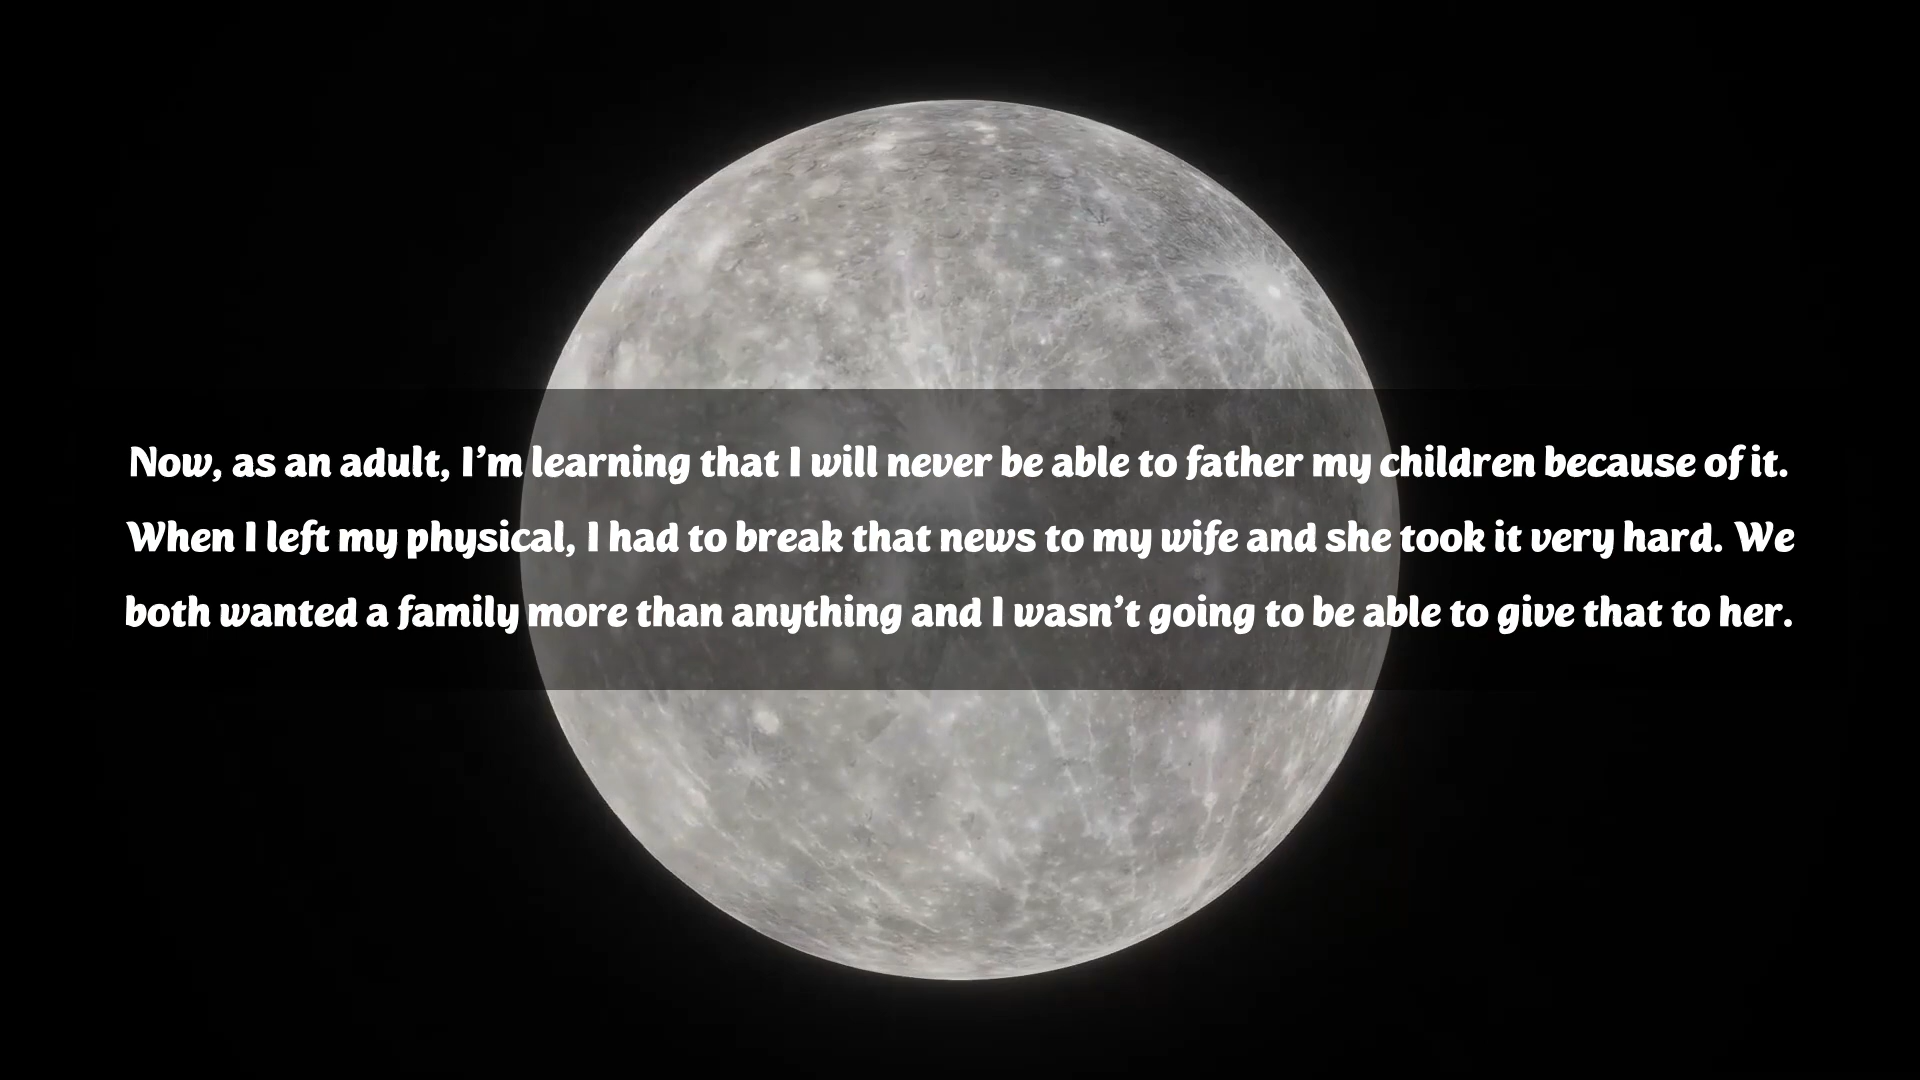 Now, as an adult, I’m learning that I will never be able to father my children because of it.
When I left my physical, I had to break that news to my wife and she took it very hard. We
both wanted a family more than anything and I wasn’t going to be able to give that to her.